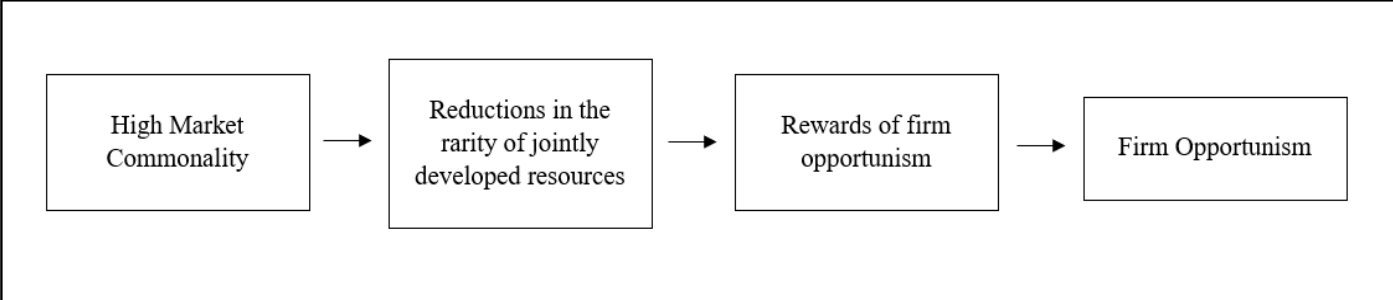 High Market
Commonality
Reductions in the
rarity of jointly
developed resources
Rewards of firm
opportunism
Firm Opportunism